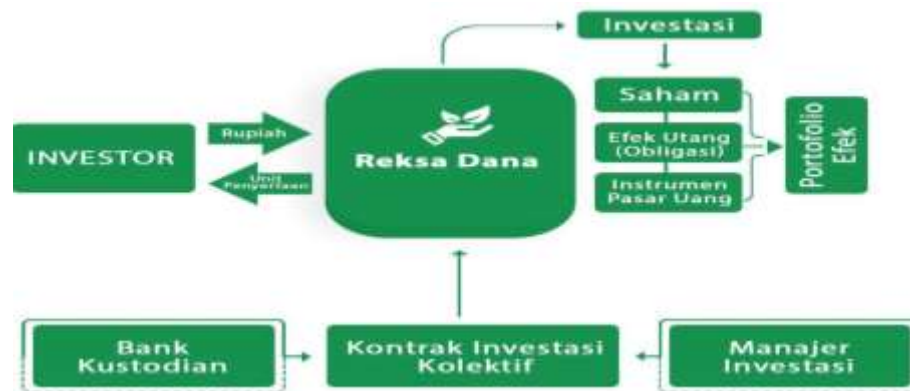 Investasi
Saham
Efek Utang
(Obligasi)
Instrumen
Pasar Uang
Portofolio
Efek
INVESTOR
Rupiah
Unit
Penyertaan
Reksa Dana
Bank
Kustodian
Kontrak Investasi
Kolektif
Manajer
Investasi